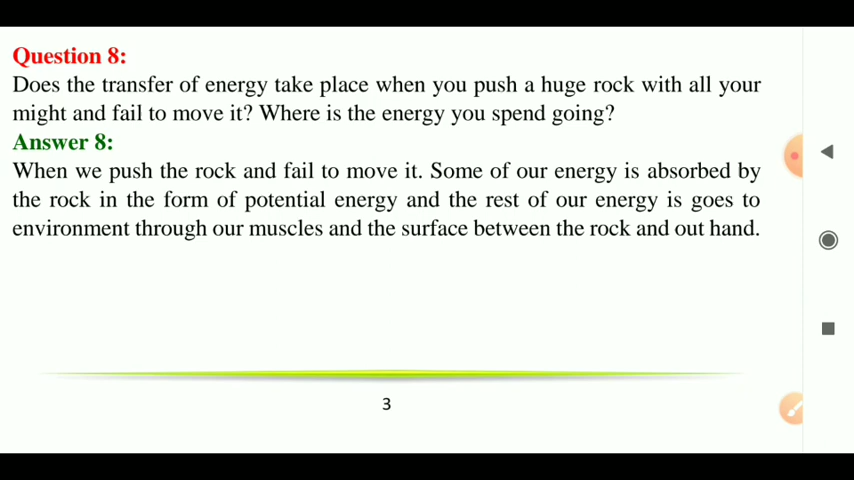 Question 8:
Does the transfer of energy take place when you push a huge rock with all your
might and fail to move it? Where is the energy you spend going?
Answer 8:
When we push the rock and fail to move it. Some of our energy is absorbed by
the rock in the form of potential energy and the rest of our energy is goes to
environment through our muscles and the surface between the rock and out hand.
3